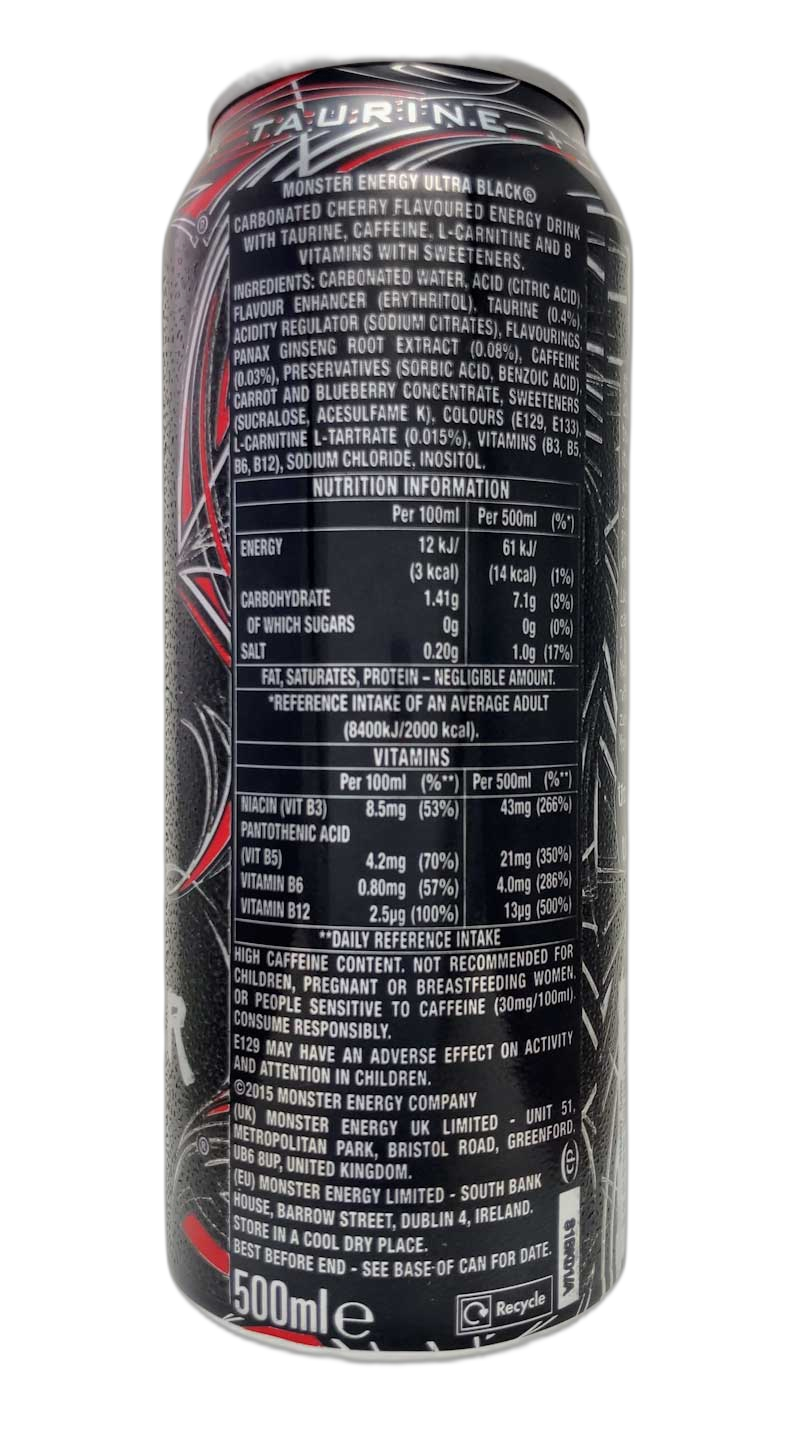 TAURINE
MONSTER ENERGY ULTRA BLACK®
CARBONATED CHERRY FLAVOURED ENERGY DRINK
WITH TAURINE, CAFFEINE, L-CARNITINE AND B
VITAMINS WITH SWEETENERS.
INGREDIENTS: CARBONATED WATER, ACID (CITRIC ACID),
FLAVOUR ENHANCER (ERYTHRITOL), TAURINE (0.4%),
ACIDITY REGULATOR (SODIUM CITRATES), FLAVOURINGS,
PANAX GINSENG ROOT EXTRACT (0.08%), CAFFEINE
(0.03%), PRESERVATIVES (SORBIC ACID, BENZOIC ACID),
CARROT AND BLUEBERRY CONCENTRATE, SWEETENERS
(SUCRALOSE, ACESULFAME K), COLOURS (E129, E133),
L-CARNITINE L-TARTRATE (0.015%), VITAMINS (B3, B5,
B6, B12), SODIUM CHLORIDE, INOSITOL.
NUTRITION INFORMATION
Per 100ml Per 500ml (%*)
ENERGY 12 kJ/ 61 kJ/
(3 kcal) (14 kcal) (1%)
CARBOHYDRATE 1.41g 7.1g (3%)
OF WHICH SUGARS 0g 0g (0%)
SALT 0.20g 1.0g (17%)
FAT, SATURATES, PROTEIN – NEGLIGIBLE AMOUNT.
*REFERENCE INTAKE OF AN AVERAGE ADULT
(8400kJ/2000 kcal).
VITAMINS
Per 100ml (%**) Per 500ml (%**)
NIACIN (VIT B3) 8.5mg (53%) 43mg (266%)
PANTOTHENIC ACID
(VIT B5) 4.2mg (70%) 21mg (350%)
VITAMIN B6 0.80mg (57%) 4.0mg (286%)
VITAMIN B12 2.5µg (100%) 13µg (500%)
**DAILY REFERENCE INTAKE
HIGH CAFFEINE CONTENT. NOT RECOMMENDED FOR
CHILDREN, PREGNANT OR BREASTFEEDING WOMEN,
OR PEOPLE SENSITIVE TO CAFFEINE (30mg/100ml).
CONSUME RESPONSIBLY.
E129 MAY HAVE AN ADVERSE EFFECT ON ACTIVITY
AND ATTENTION IN CHILDREN.
©2015 MONSTER ENERGY COMPANY
(UK) MONSTER ENERGY UK LIMITED - UNIT 51,
METROPOLITAN PARK, BRISTOL ROAD, GREENFORD,
UB6 8UP, UNITED KINGDOM.
(EU) MONSTER ENERGY LIMITED - SOUTH BANK
HOUSE, BARROW STREET, DUBLIN 4, IRELAND.
STORE IN A COOL DRY PLACE.
BEST BEFORE END - SEE BASE OF CAN FOR DATE.
500ml e
Recycle
R